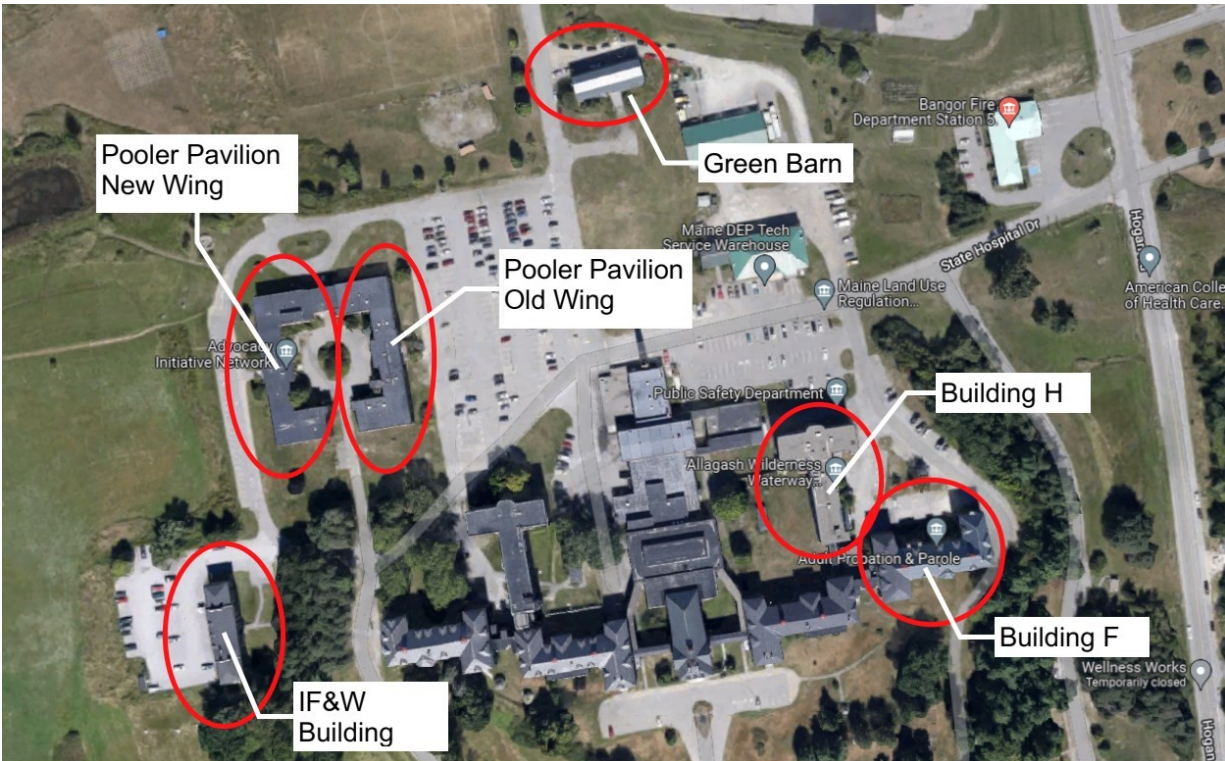 Bangor Fire
Department Station 5
Pooler Pavilion
New Wing
Green Barn
Maine DEP Tech
Service Warehouse
State Hospital Dr
Hogan
Pooler Pavilion
Old Wing
Maine Land Use
Regulation...
American Colle
of Health Care
Advocacy
Initiative Network
Public Safety Department
Building H
Allagash Wilderness
Waterway...
Adult Probation & Parole
Building F
Wellness Works
Temporarily closed
IF&W
Building
Hogan